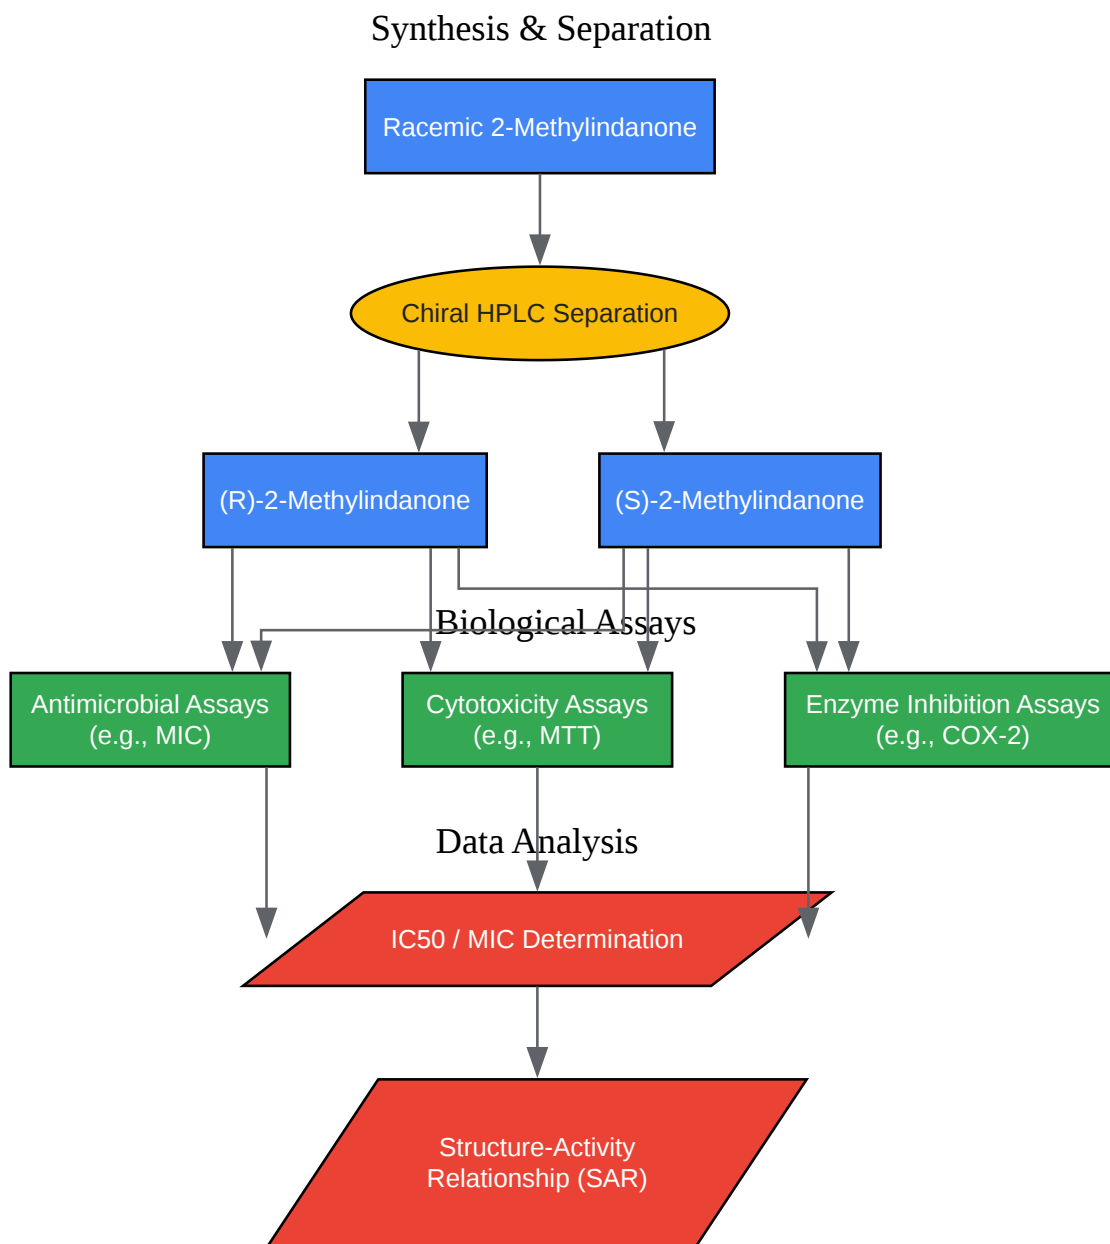 Synthesis & Separation
Racemic 2-Methylindanone
Chiral HPLC Separation
(R)-2-Methylindanone
(S)-2-Methylindanone
Biological Assays
Antimicrobial Assays
(e.g., MIC)
Cytotoxicity Assays
(e.g., MTT)
Enzyme Inhibition Assays
(e.g., COX-2)
Data Analysis
IC50 / MIC Determination
Structure-Activity
Relationship (SAR)